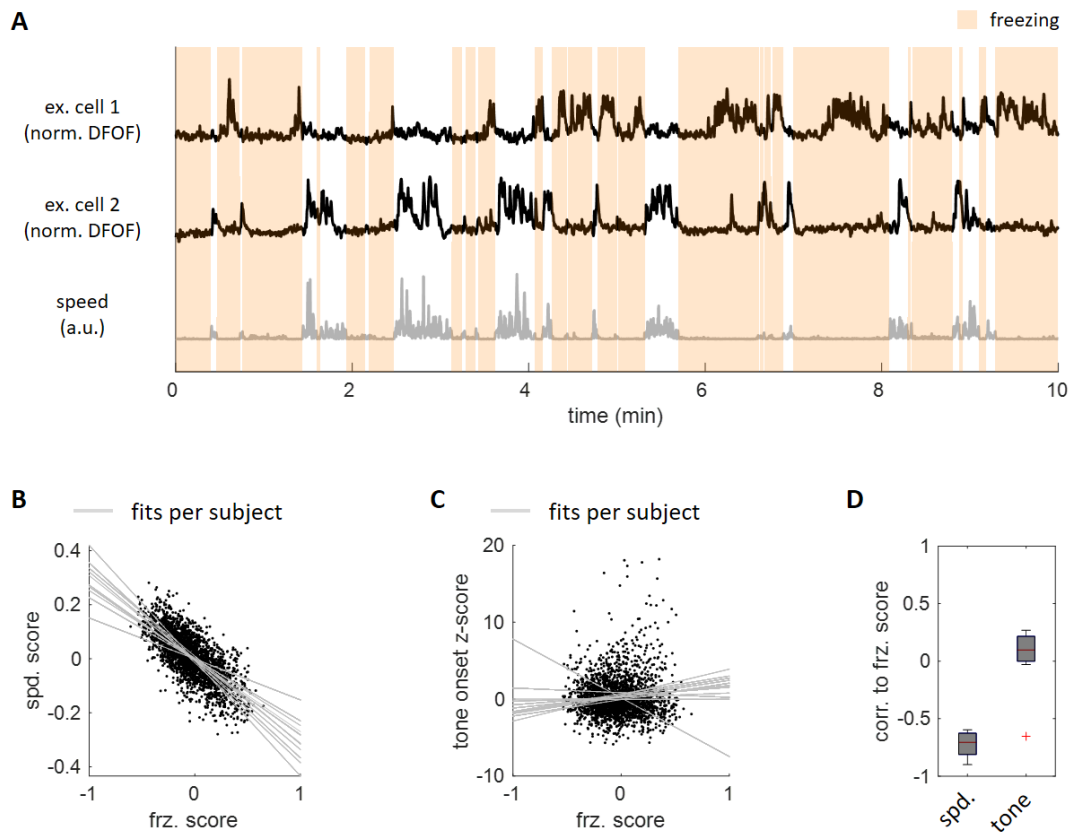 A
freezing
ex. cell 1
(norm. DFOF)
ex. cell 2
(norm. DFOF)
speed
(a.u.)
0 2 4 6 8 10
time (min)
B
fits per subject
0.4
0.2
0
-0.2
-0.4
spd. score
-1 0 1
frz. score
C
fits per subject
20
10
0
-10
tone onset z-score
-1 0 1
frz. score
D
1
0.5
0
-0.5
-1
corr. to frz. score
spd. tone